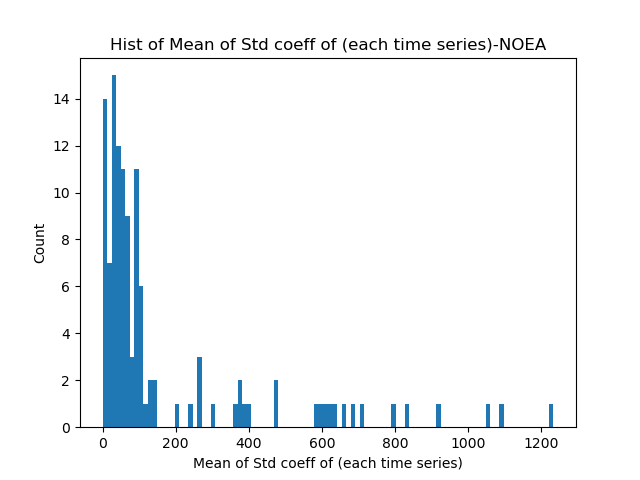 Hist of Mean of Std coeff of (each time series)-NOEA
14
12
10
8
6
4
2
0
Count
0 200 400 600 800 1000 1200
Mean of Std coeff of (each time series)